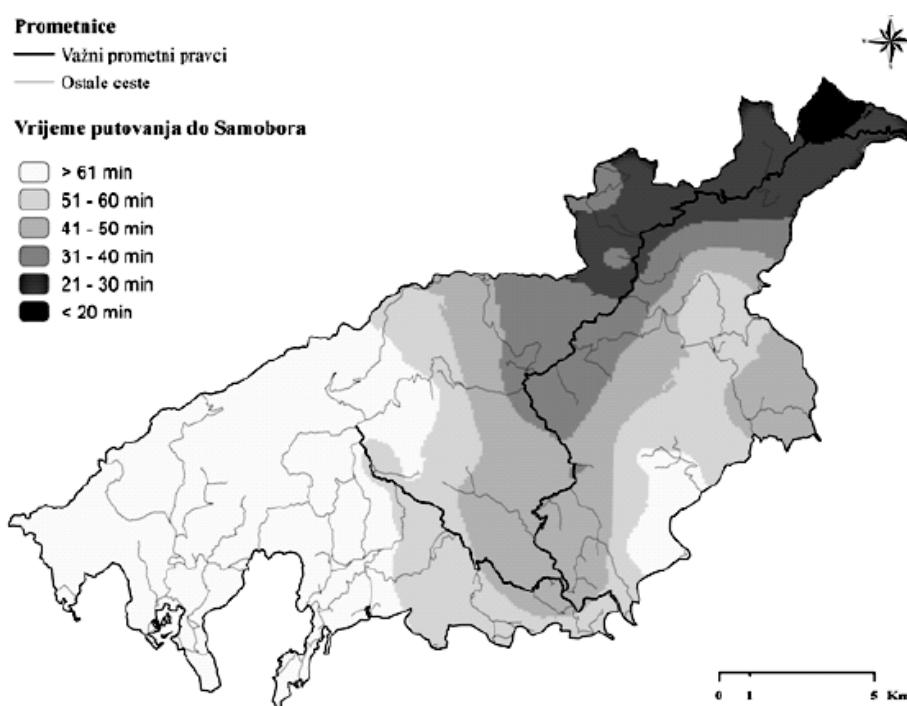 Prometnice
Važni prometni pravci
Ostale ceste
Vrijeme putovanja do Samobora
> 61 min
51 - 60 min
41 - 50 min
31 - 40 min
21 - 30 min
< 20 min
0 1 5 Km